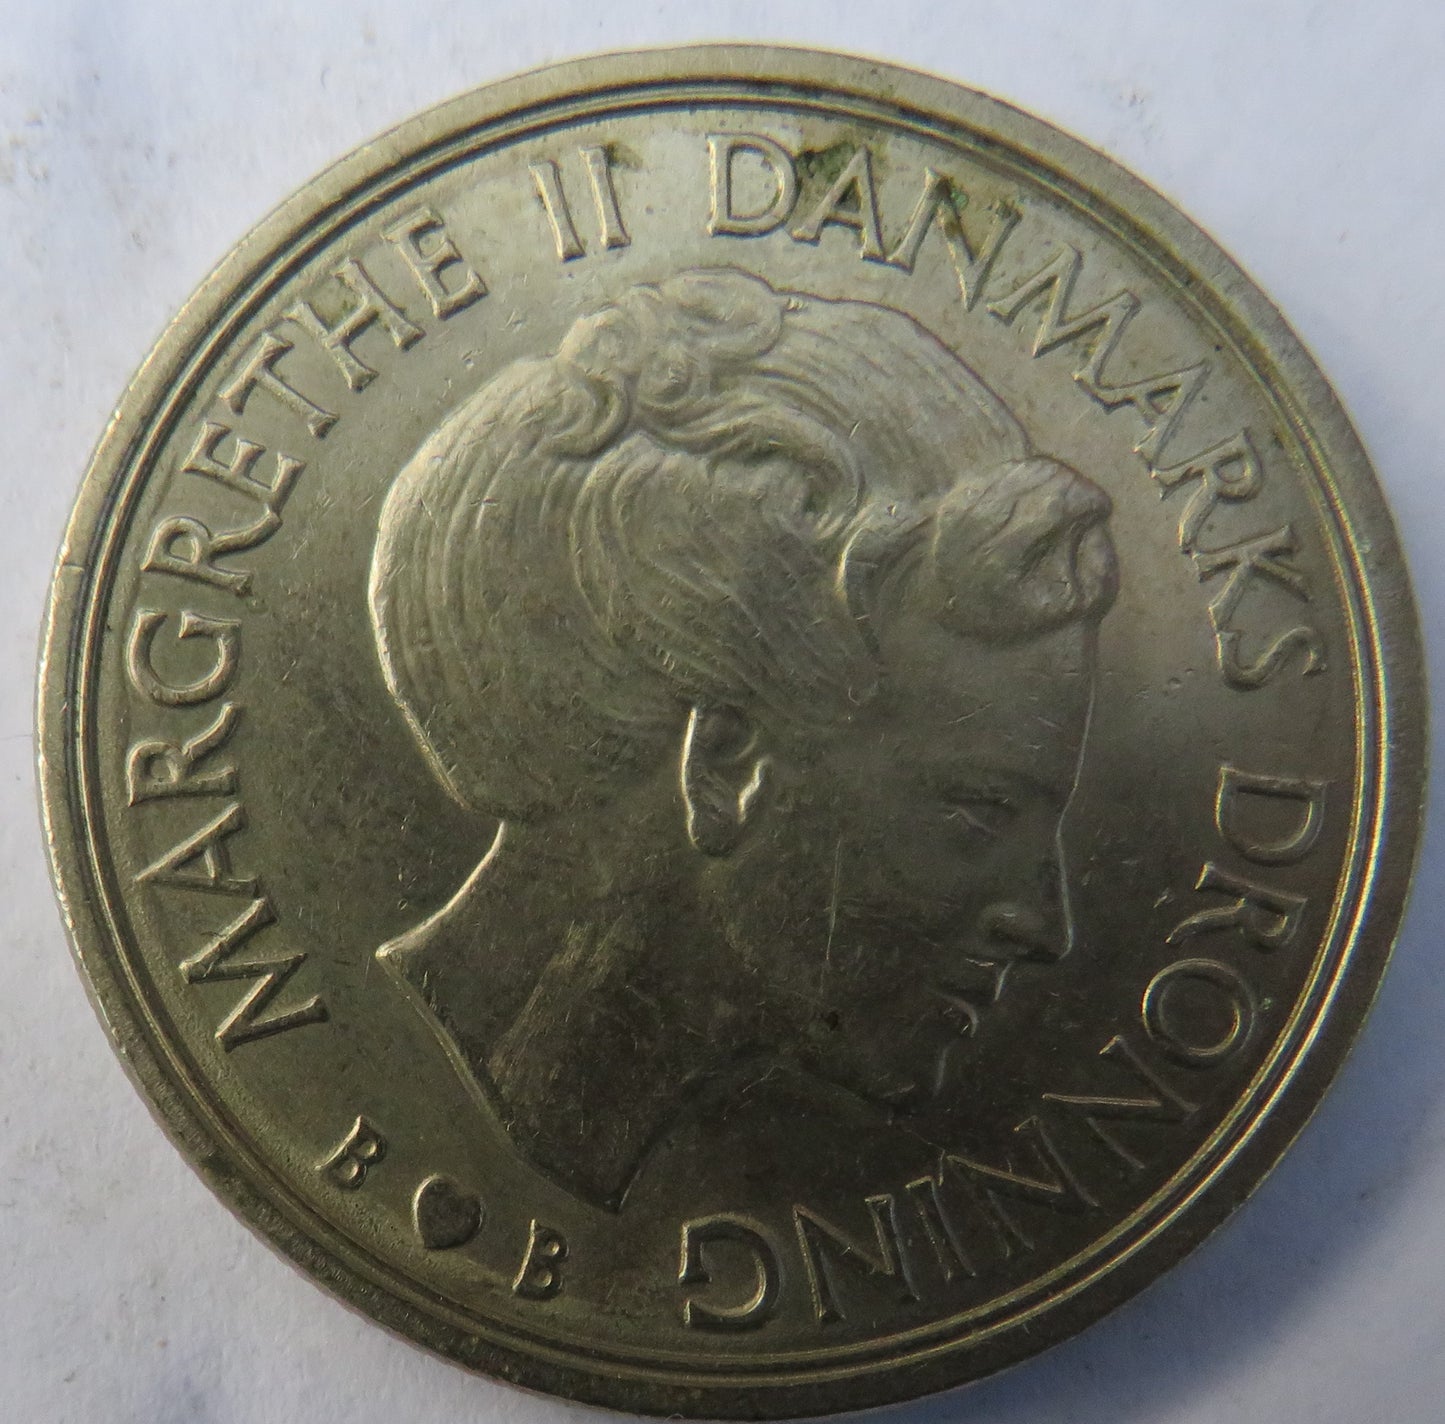 MARGRETHE II DANMARKS DRONNING
B ♥ B